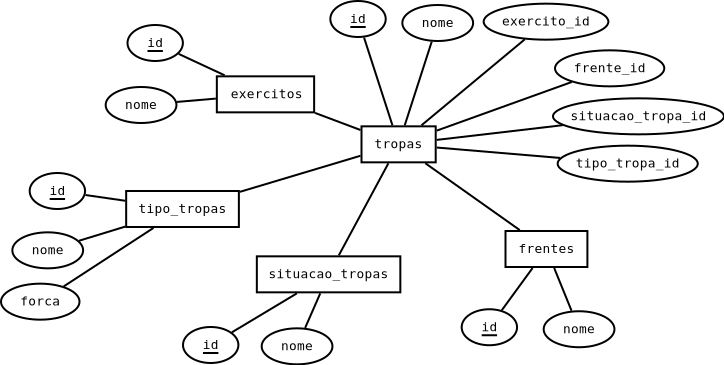 id
nome
exercito_id
id
frente_id
exercitos
nome
situacao_tropa_id
tropas
tipo_tropa_id
id
tipo_tropas
nome
frentes
situacao_tropas
forca
id
nome
id
nome